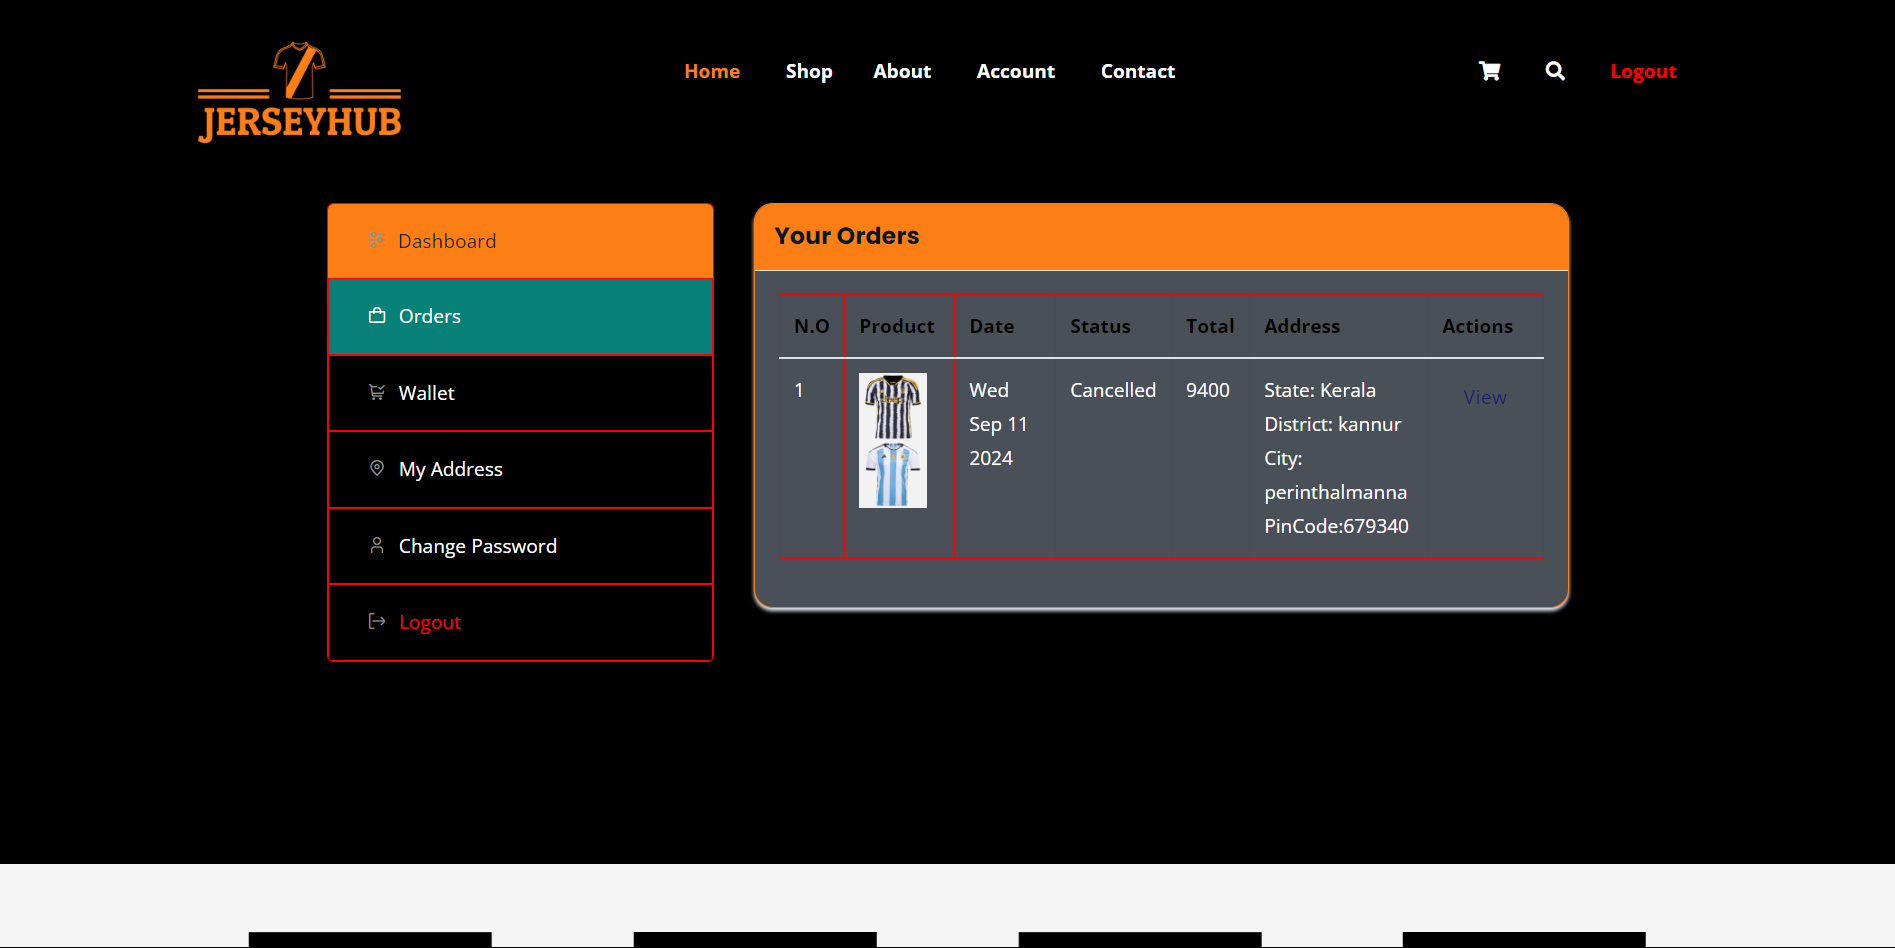 JERSEYHUB
Home Shop About Account Contact Logout
Dashboard
Orders
Wallet
My Address
Change Password
Logout
Your Orders
N.O Product Date Status Total Address Actions
1 Wed Cancelled 9400 State: Kerala View
Sep 11 District: kannur
2024 City:
perinthalmanna
PinCode:679340